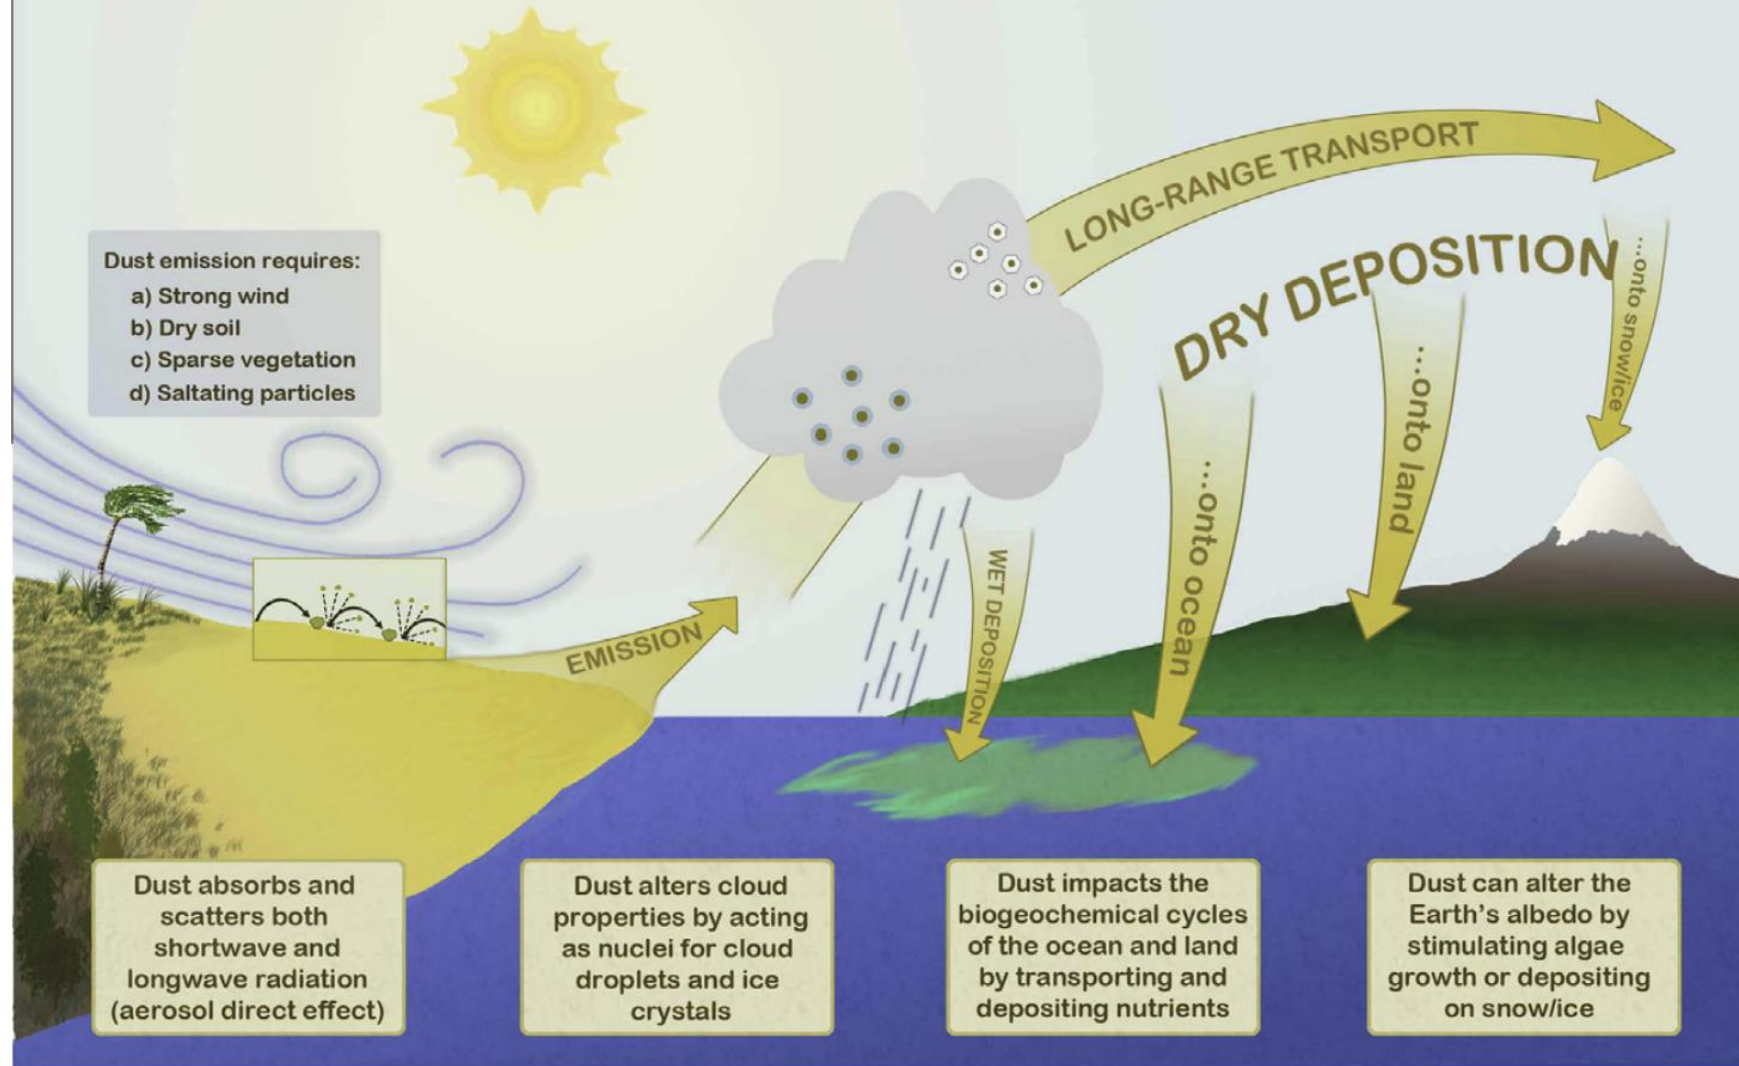 Dust emission requires:
a) Strong wind
b) Dry soil
c) Sparse vegetation
d) Saltating particles
EMISSION
LONG-RANGE TRANSPORT
DRY DEPOSITION
...onto snow/ice
...onto land
...onto ocean
WET DEPOSITION
Dust absorbs and
scatters both
shortwave and
longwave radiation
(aerosol direct effect)
Dust alters cloud
properties by acting
as nuclei for cloud
droplets and ice
crystals
Dust impacts the
biogeochemical cycles
of the ocean and land
by transporting and
depositing nutrients
Dust can alter the
Earth's albedo by
stimulating algae
growth or depositing
on snow/ice